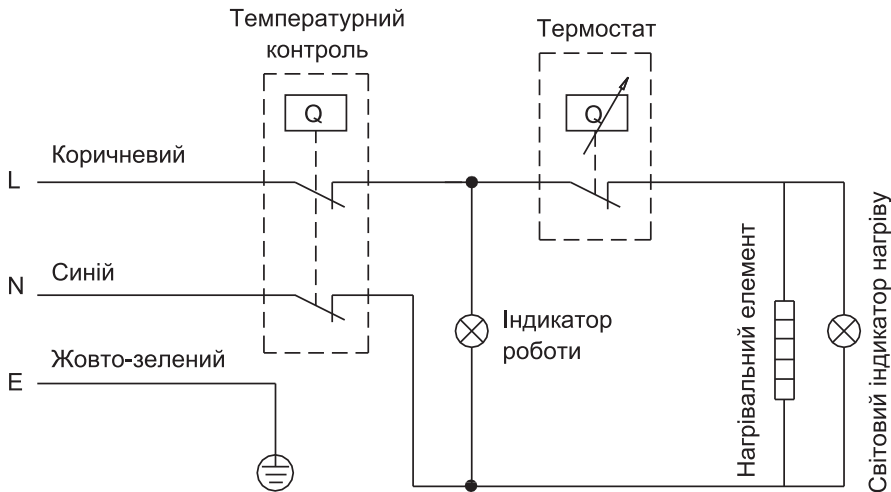 Температурний
контроль
Термостат
Q
Q
Коричневий
L
Синій
N
Індикатор
роботи
Жовто-зелений
E
Нагрівальний елемент
Світовий індикатор нагріву